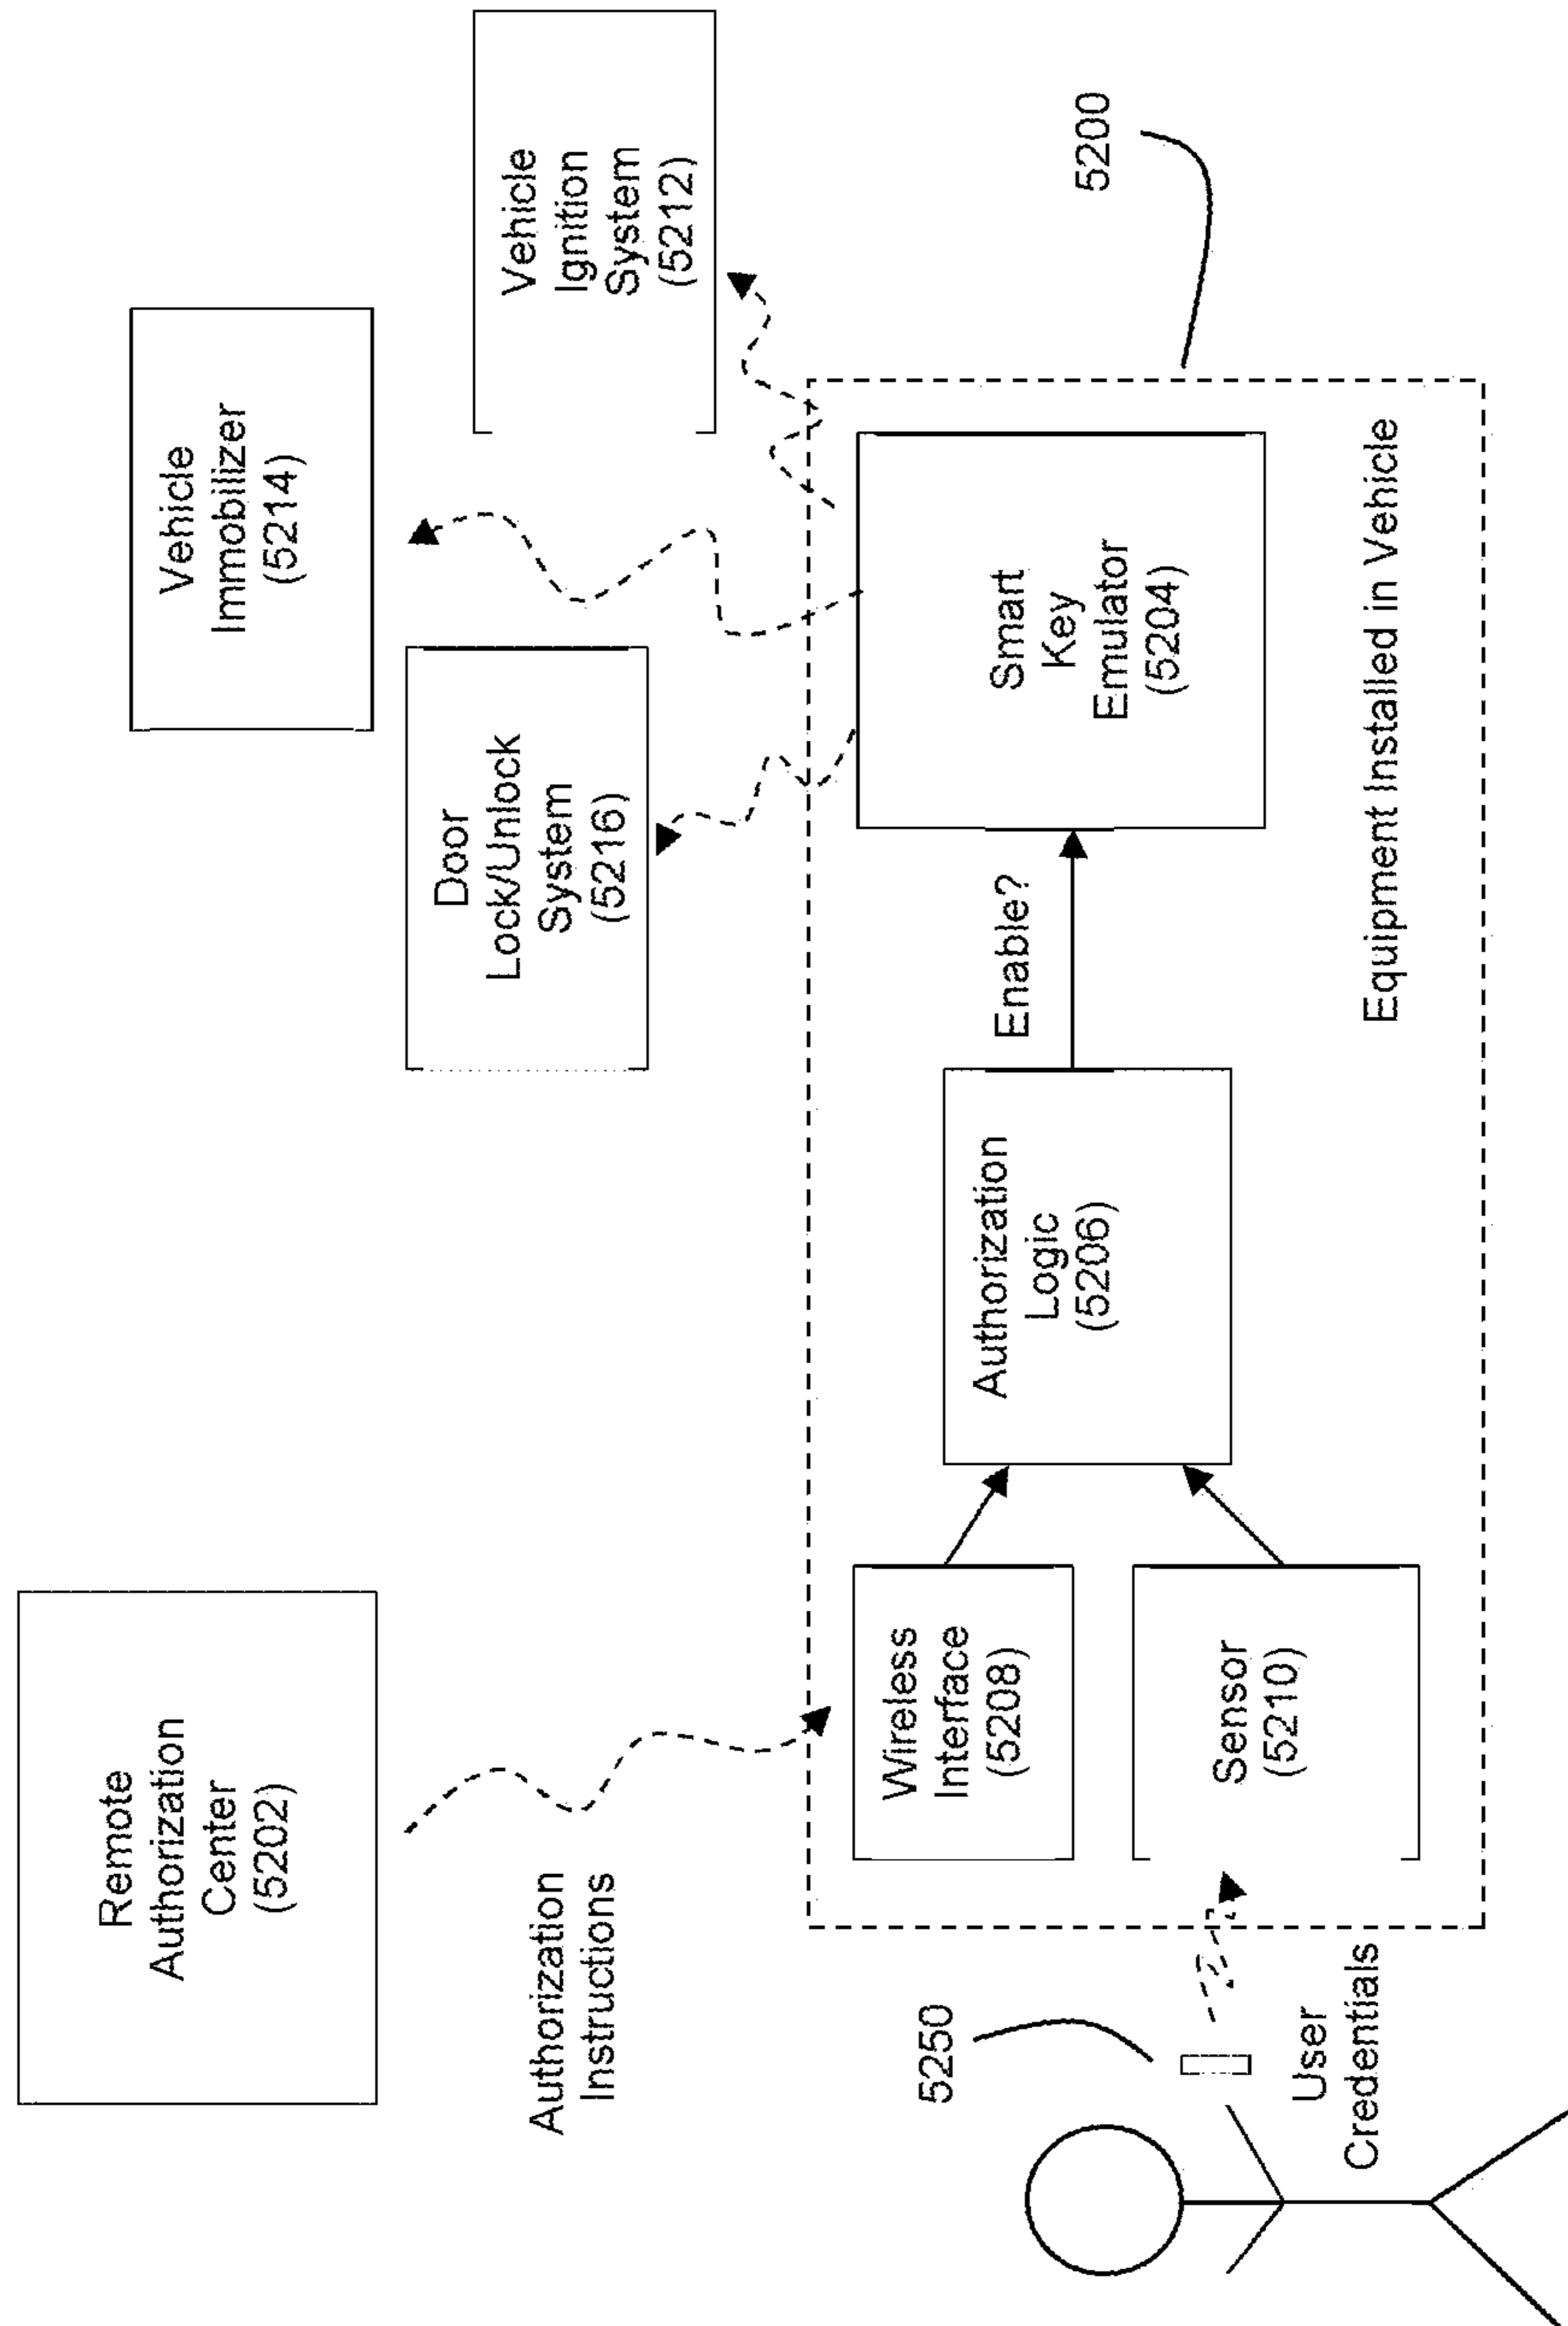 Remote
Authorization
Center
(5202)
Authorization
Instructions
Vehicle
Immobilizer
(5214)
Door
Lock/Unlock
System
(5216)
Vehicle
Ignition
System
(5212)
5250
User
Credentials
Wireless
Interface
(5208)
Sensor
(5210)
Authorization
Logic
(5206)
Enable?
Smart
Key
Emulator
(5204)
Equipment Installed in Vehicle
5200